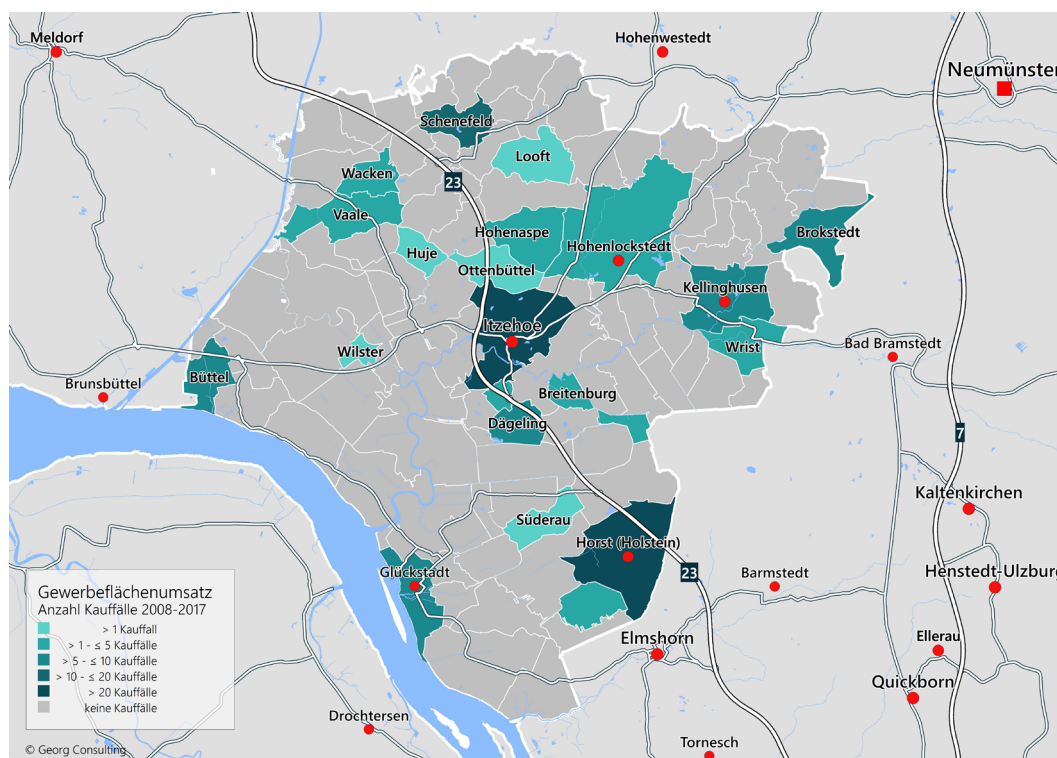 Meldorf
Hohenwestedt
Neumünster
Schenefeld
Looft
Wacken
23
Vaale
Hohenaspe
Brokstedt
Huje
Hohenlockstedt
Ottenbüttel
Kellinghusen
Itzehoe
Wilster
Wrist
Bad Bramstedt
Büttel
Brunsbüttel
Breitenburg
Dägeling
7
Kaltenkirchen
Süderau
Horst (Holstein)
Glückstadt
23
Barmstedt
Henstedt-Ulzburg
Gewerbeflächenumsatz
Anzahl Kauffälle 2008-2017
> 1 Kauffall
> 1 - ≤ 5 Kauffälle
> 5 - ≤ 10 Kauffälle
> 10 - ≤ 20 Kauffälle
> 20 Kauffälle
keine Kauffälle
Elmshorn
Ellerau
Quickborn
Drochtersen
Tornesch
© Georg Consulting